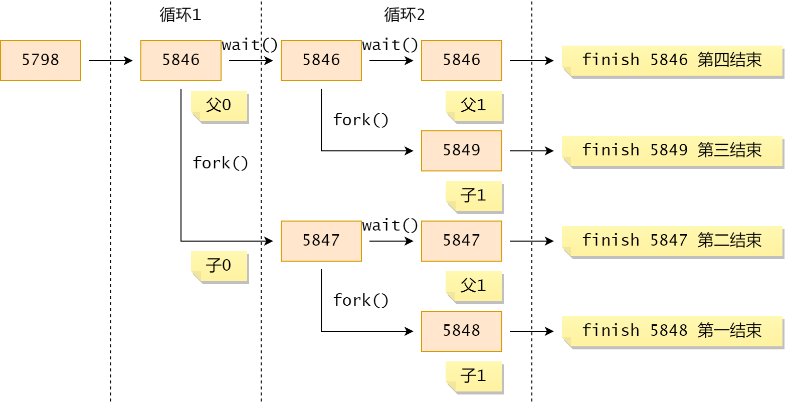 循环1 循环2
5798 5846 wait() 5846 wait() 5846 finish 5846 第四结束
父0 父1
fork() 5849 finish 5849 第三结束
fork()
子1
5847 wait() 5847 finish 5847 第二结束
子0 父1
fork() 5848 finish 5848 第一结束
子1